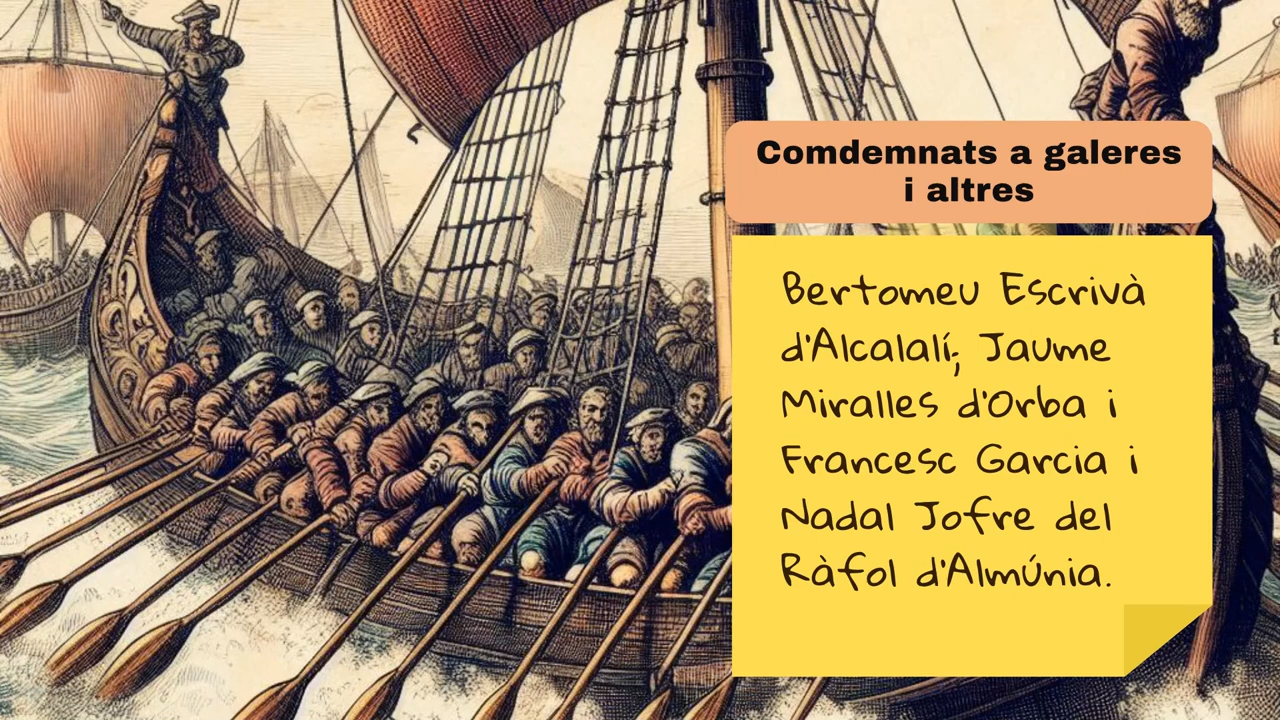 Comdemnats a galeres
i altres
Bertomeu Escrivà
d'Alcalalí; Jaume
Miralles d'Orba i
Francesc Garcia i
Nadal Jofre del
Ràfol d'Almúnia.